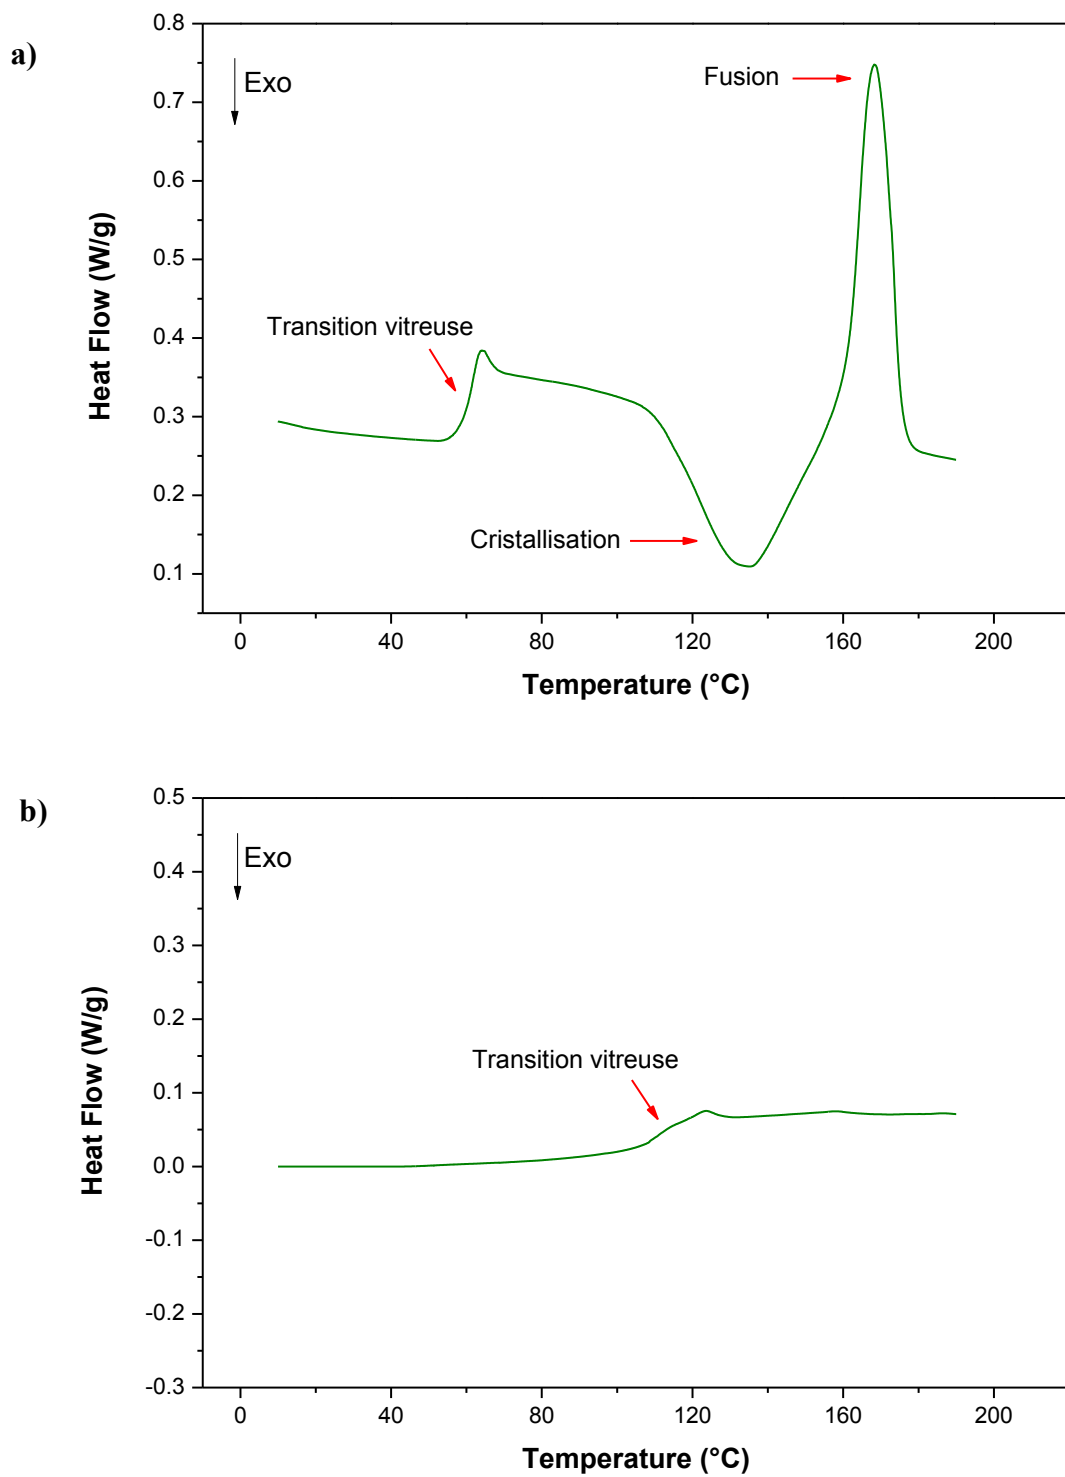 a)
0.8
Exo
Fusion
0.7
0.6
0.5
Heat Flow (W/g)
0.4
Transition vitreuse
0.3
0.2
Cristallisation
0.1
0 40 80 120 160 200
Temperature (°C)
b)
0.5
Exo
0.4
0.3
0.2
Heat Flow (W/g)
Transition vitreuse
0.1
0.0
-0.1
-0.2
-0.3
0 40 80 120 160 200
Temperature (°C)